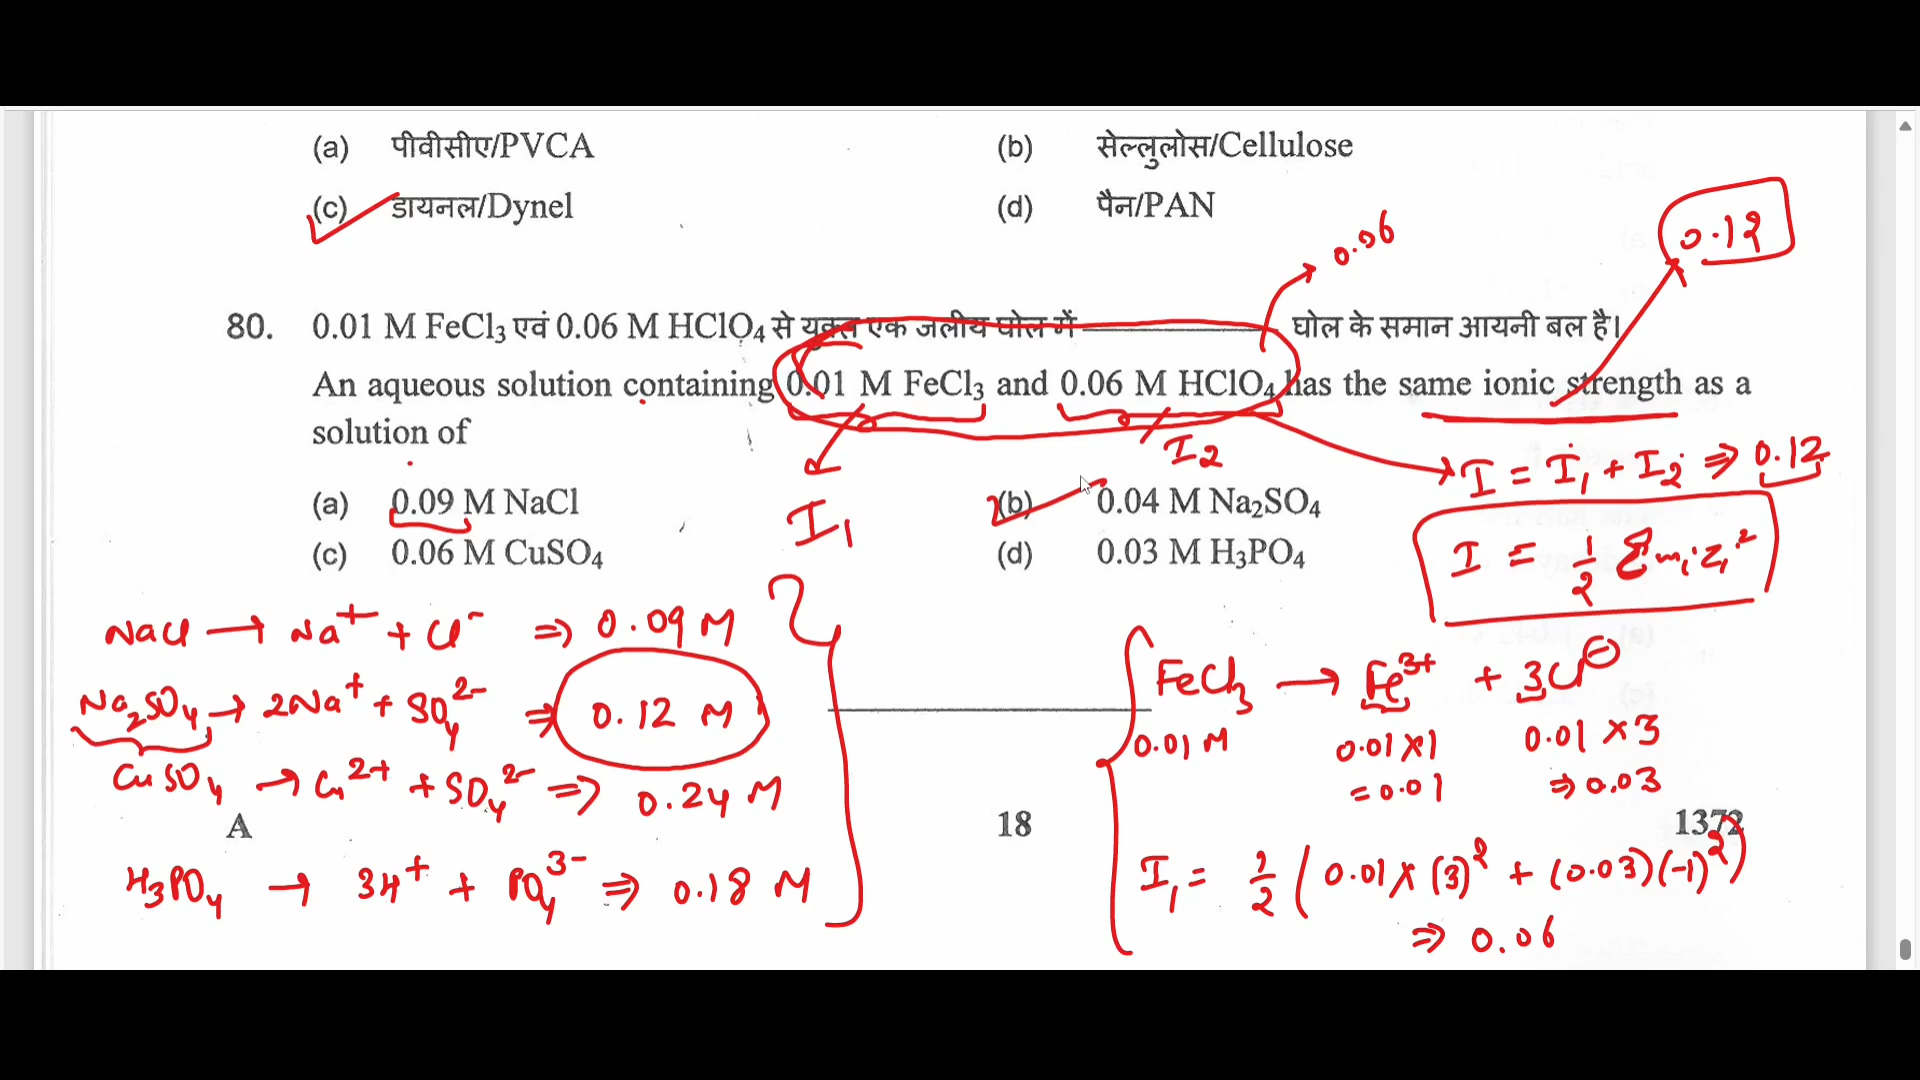 (a) पीवीसीए/PVCA (b) सेल्लुलोस/Cellulose
(c) डायनल/Dynel (d) पैन/PAN
0.06
0.12
80. 0.01 M FeCl₃ एवं 0.06 M HClO₄ से युक्त एक जलीय घोल में ———— घोल के समान आयनी बल है।
An aqueous solution containing 0.01 M FeCl₃ and 0.06 M HClO₄ has the same ionic strength as a
solution of
I₁
I₂
I = I₁ + I₂ ⇒ 0.12
(a) 0.09 M NaCl (b) 0.04 M Na₂SO₄
(c) 0.06 M CuSO₄ (d) 0.03 M H₃PO₄
I = 1/2 Σ mᵢ zᵢ²
NaCl → Na⁺ + Cl⁻ ⇒ 0.09 M
Na₂SO₄ → 2Na⁺ + SO₄²⁻ ⇒ 0.12 M
CuSO₄ → Cu²⁺ + SO₄²⁻ ⇒ 0.24 M
H₃PO₄ → 3H⁺ + PO₄³⁻ ⇒ 0.18 M
FeCl₃ → Fe³⁺ + 3Cl⊖
0.01 M 0.01×1 0.01×3
= 0.01 ⇒ 0.03
A 18 1372
I₁ = 1/2 ( 0.01 × (3)² + (0.03)(-1)² )
⇒ 0.06